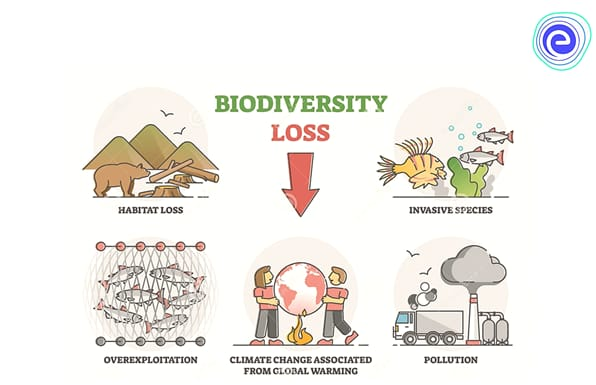 BIODIVERSITY
LOSS
HABITAT LOSS
INVASIVE SPECIES
OVEREXPLOITATION
CLIMATE CHANGE ASSOCIATED
FROM GLOBAL WARMING
POLLUTION
e